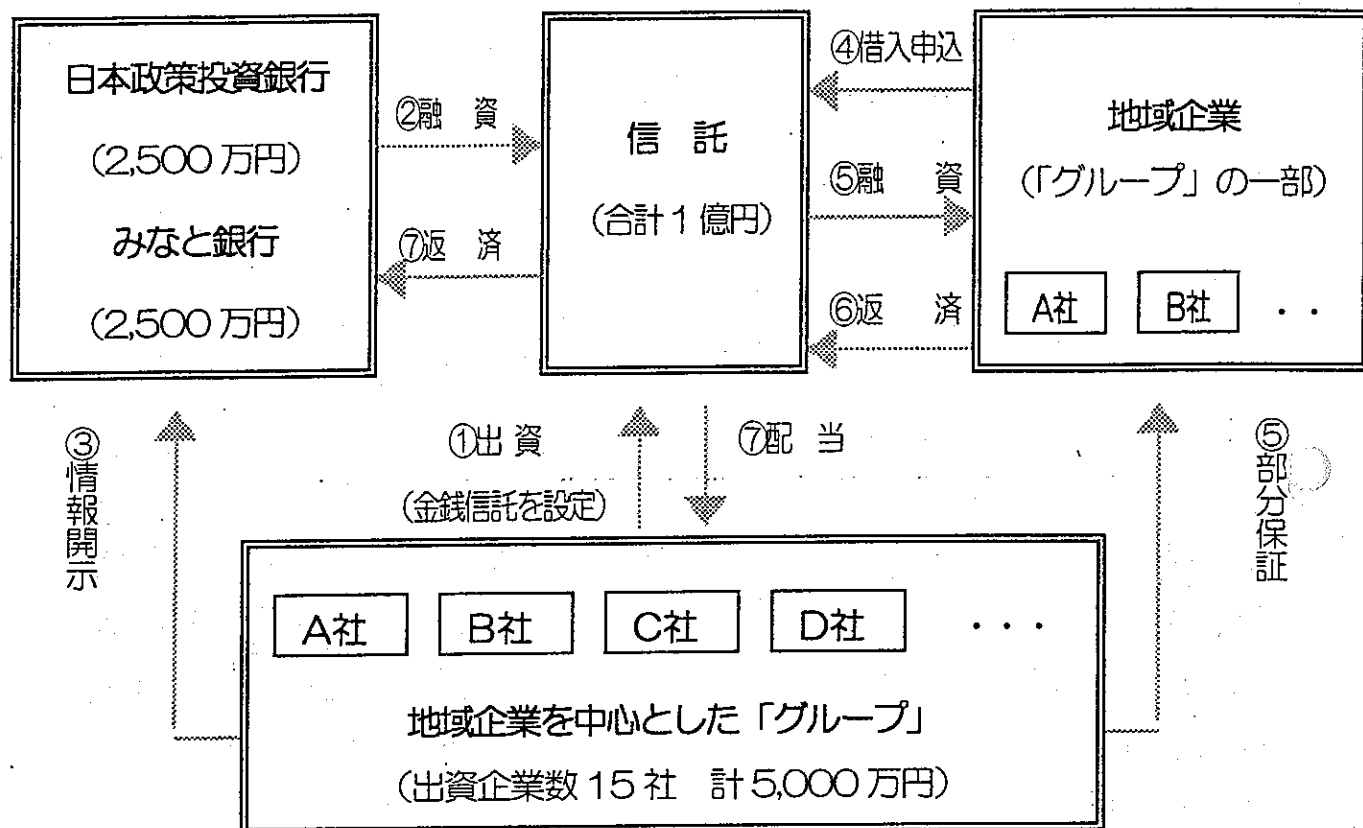 日本政策投資銀行
(2,500万円)
みなと銀行
(2,500万円)
②融 資
⑦返 済
信 託
(合計1億円)
④借入申込
⑤融 資
⑥返 済
地域企業
(「グループ」の一部)
A社 B社 ・・
③情報開示
①出 資
(金銭信託を設定)
⑦配 当
⑤部分保証
A社 B社 C社 D社 ・・・
地域企業を中心とした「グループ」
(出資企業数15社 計5,000万円)